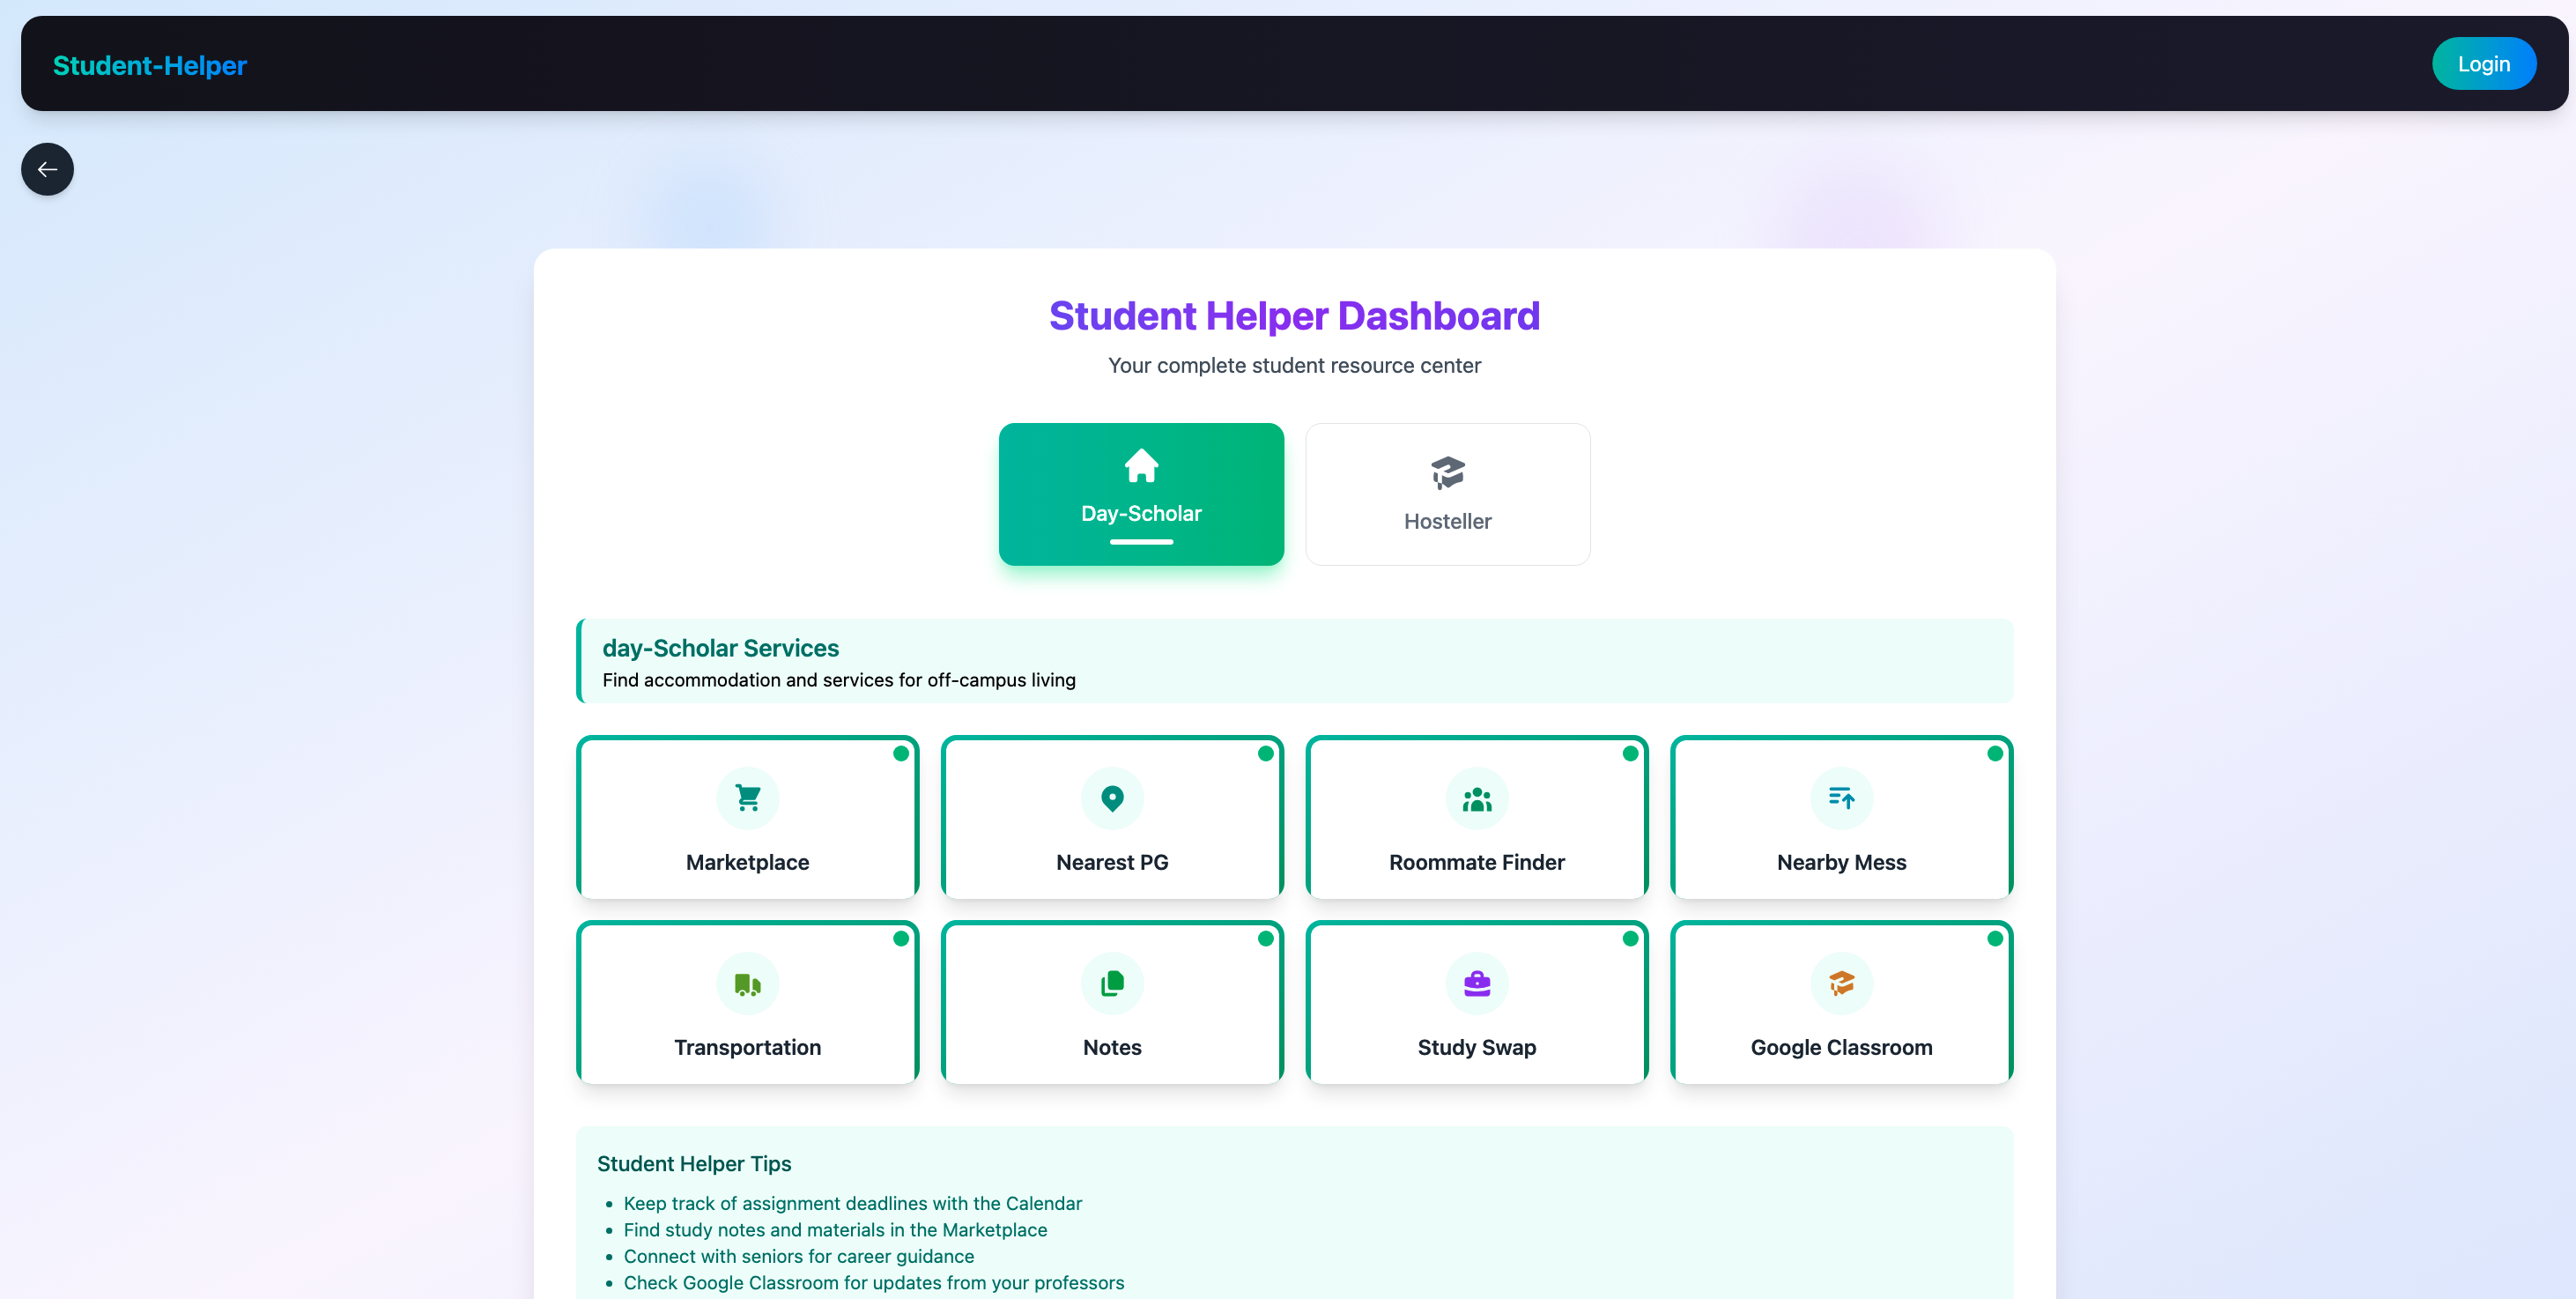 Student-Helper
Login
Student Helper Dashboard
Your complete student resource center
Day-Scholar
Hosteller
day-Scholar Services
Find accommodation and services for off-campus living
Marketplace
Nearest PG
Roommate Finder
Nearby Mess
Transportation
Notes
Study Swap
Google Classroom
Student Helper Tips
Keep track of assignment deadlines with the Calendar
Find study notes and materials in the Marketplace
Connect with seniors for career guidance
Check Google Classroom for updates from your professors